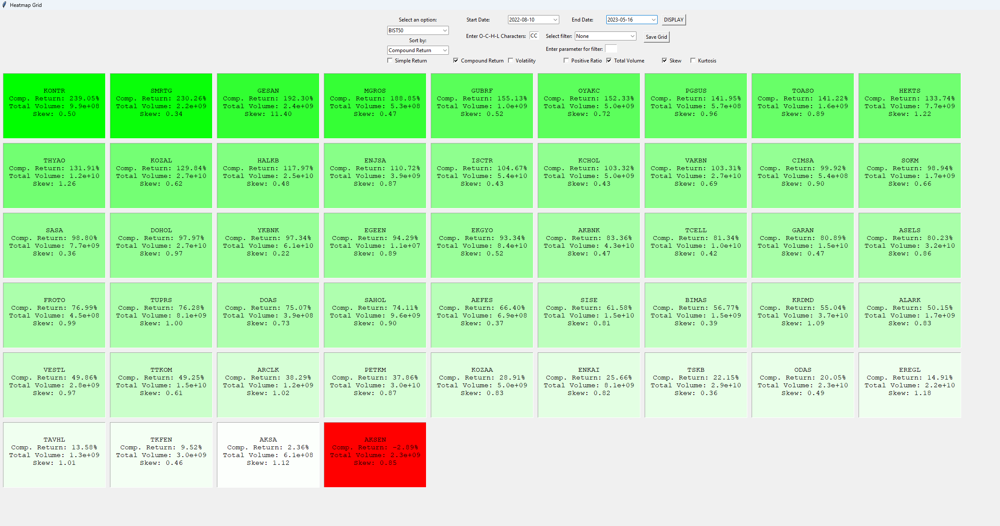 Heatmap Grid
Select an option:
Start Date:
2022-08-10
End Date:
2023-05-16
DISPLAY
BIST50
Enter O-C-H-L Characters:
CC
Select filter:
None
Save Grid
Sort by:
Compound Return
Enter parameter for filter:
Simple Return
Compound Return
Volatility
Positive Ratio
Total Volume
Skew
Kurtosis
KONTR
Comp. Return: 239.05%
Total Volume: 9.9e+08
Skew: 0.50
SMRTG
Comp. Return: 230.26%
Total Volume: 2.2e+09
Skew: 0.34
GESAN
Comp. Return: 192.30%
Total Volume: 2.4e+09
Skew: 11.40
MGROS
Comp. Return: 188.85%
Total Volume: 5.3e+08
Skew: 0.47
GUBRF
Comp. Return: 155.13%
Total Volume: 1.0e+09
Skew: 0.52
OYAKC
Comp. Return: 152.33%
Total Volume: 5.0e+09
Skew: 0.72
PGSUS
Comp. Return: 141.95%
Total Volume: 5.7e+08
Skew: 0.96
TOASO
Comp. Return: 141.22%
Total Volume: 1.6e+09
Skew: 0.89
HEKTS
Comp. Return: 133.74%
Total Volume: 7.7e+09
Skew: 1.22
THYAO
Comp. Return: 131.91%
Total Volume: 1.2e+10
Skew: 1.26
KOZAL
Comp. Return: 129.84%
Total Volume: 2.7e+10
Skew: 0.62
HALKB
Comp. Return: 117.97%
Total Volume: 2.5e+10
Skew: 0.48
ENJSA
Comp. Return: 110.72%
Total Volume: 3.9e+09
Skew: 0.87
ISCTR
Comp. Return: 104.67%
Total Volume: 5.4e+10
Skew: 0.43
KCHOL
Comp. Return: 103.32%
Total Volume: 5.0e+09
Skew: 0.43
VAKBN
Comp. Return: 103.31%
Total Volume: 2.7e+10
Skew: 0.69
CIMSA
Comp. Return: 99.92%
Total Volume: 5.4e+08
Skew: 0.90
SOKM
Comp. Return: 98.94%
Total Volume: 1.7e+09
Skew: 0.66
SASA
Comp. Return: 98.80%
Total Volume: 7.7e+09
Skew: 0.36
DOHOL
Comp. Return: 97.97%
Total Volume: 2.7e+10
Skew: 0.97
YKBNK
Comp. Return: 97.34%
Total Volume: 6.1e+10
Skew: 0.22
EGEEN
Comp. Return: 94.29%
Total Volume: 1.1e+07
Skew: 0.89
EKGYO
Comp. Return: 93.34%
Total Volume: 8.4e+10
Skew: 0.52
AKBNK
Comp. Return: 83.36%
Total Volume: 4.3e+10
Skew: 0.47
TCELL
Comp. Return: 81.34%
Total Volume: 1.0e+10
Skew: 0.42
GARAN
Comp. Return: 80.89%
Total Volume: 1.5e+10
Skew: 0.47
ASELS
Comp. Return: 80.23%
Total Volume: 3.2e+10
Skew: 0.86
FROTO
Comp. Return: 76.99%
Total Volume: 4.5e+08
Skew: 0.99
TUPRS
Comp. Return: 76.28%
Total Volume: 8.1e+09
Skew: 1.00
DOAS
Comp. Return: 75.07%
Total Volume: 3.9e+08
Skew: 0.73
SAHOL
Comp. Return: 74.11%
Total Volume: 9.6e+09
Skew: 0.90
AEFES
Comp. Return: 66.40%
Total Volume: 6.9e+08
Skew: 0.37
SISE
Comp. Return: 61.58%
Total Volume: 1.5e+10
Skew: 0.81
BIMAS
Comp. Return: 56.77%
Total Volume: 1.5e+09
Skew: 0.39
KRDMD
Comp. Return: 55.04%
Total Volume: 3.7e+10
Skew: 1.09
ALARK
Comp. Return: 50.15%
Total Volume: 1.7e+09
Skew: 0.83
VESTL
Comp. Return: 49.86%
Total Volume: 2.8e+09
Skew: 0.97
TTKOM
Comp. Return: 49.25%
Total Volume: 1.5e+10
Skew: 0.61
ARCLK
Comp. Return: 38.29%
Total Volume: 1.2e+09
Skew: 1.02
PETKM
Comp. Return: 37.86%
Total Volume: 3.0e+10
Skew: 0.87
KOZAA
Comp. Return: 28.91%
Total Volume: 5.0e+09
Skew: 0.83
ENKAI
Comp. Return: 25.66%
Total Volume: 8.1e+09
Skew: 0.82
TSKB
Comp. Return: 22.15%
Total Volume: 2.9e+10
Skew: 0.36
ODAS
Comp. Return: 20.05%
Total Volume: 2.3e+10
Skew: 0.49
EREGL
Comp. Return: 14.91%
Total Volume: 2.2e+10
Skew: 1.18
TAVHL
Comp. Return: 13.58%
Total Volume: 1.3e+09
Skew: 1.01
TKFEN
Comp. Return: 9.52%
Total Volume: 3.0e+09
Skew: 0.46
AKSA
Comp. Return: 2.36%
Total Volume: 6.1e+08
Skew: 1.12
AKSEN
Comp. Return: -2.89%
Total Volume: 2.3e+09
Skew: 0.85